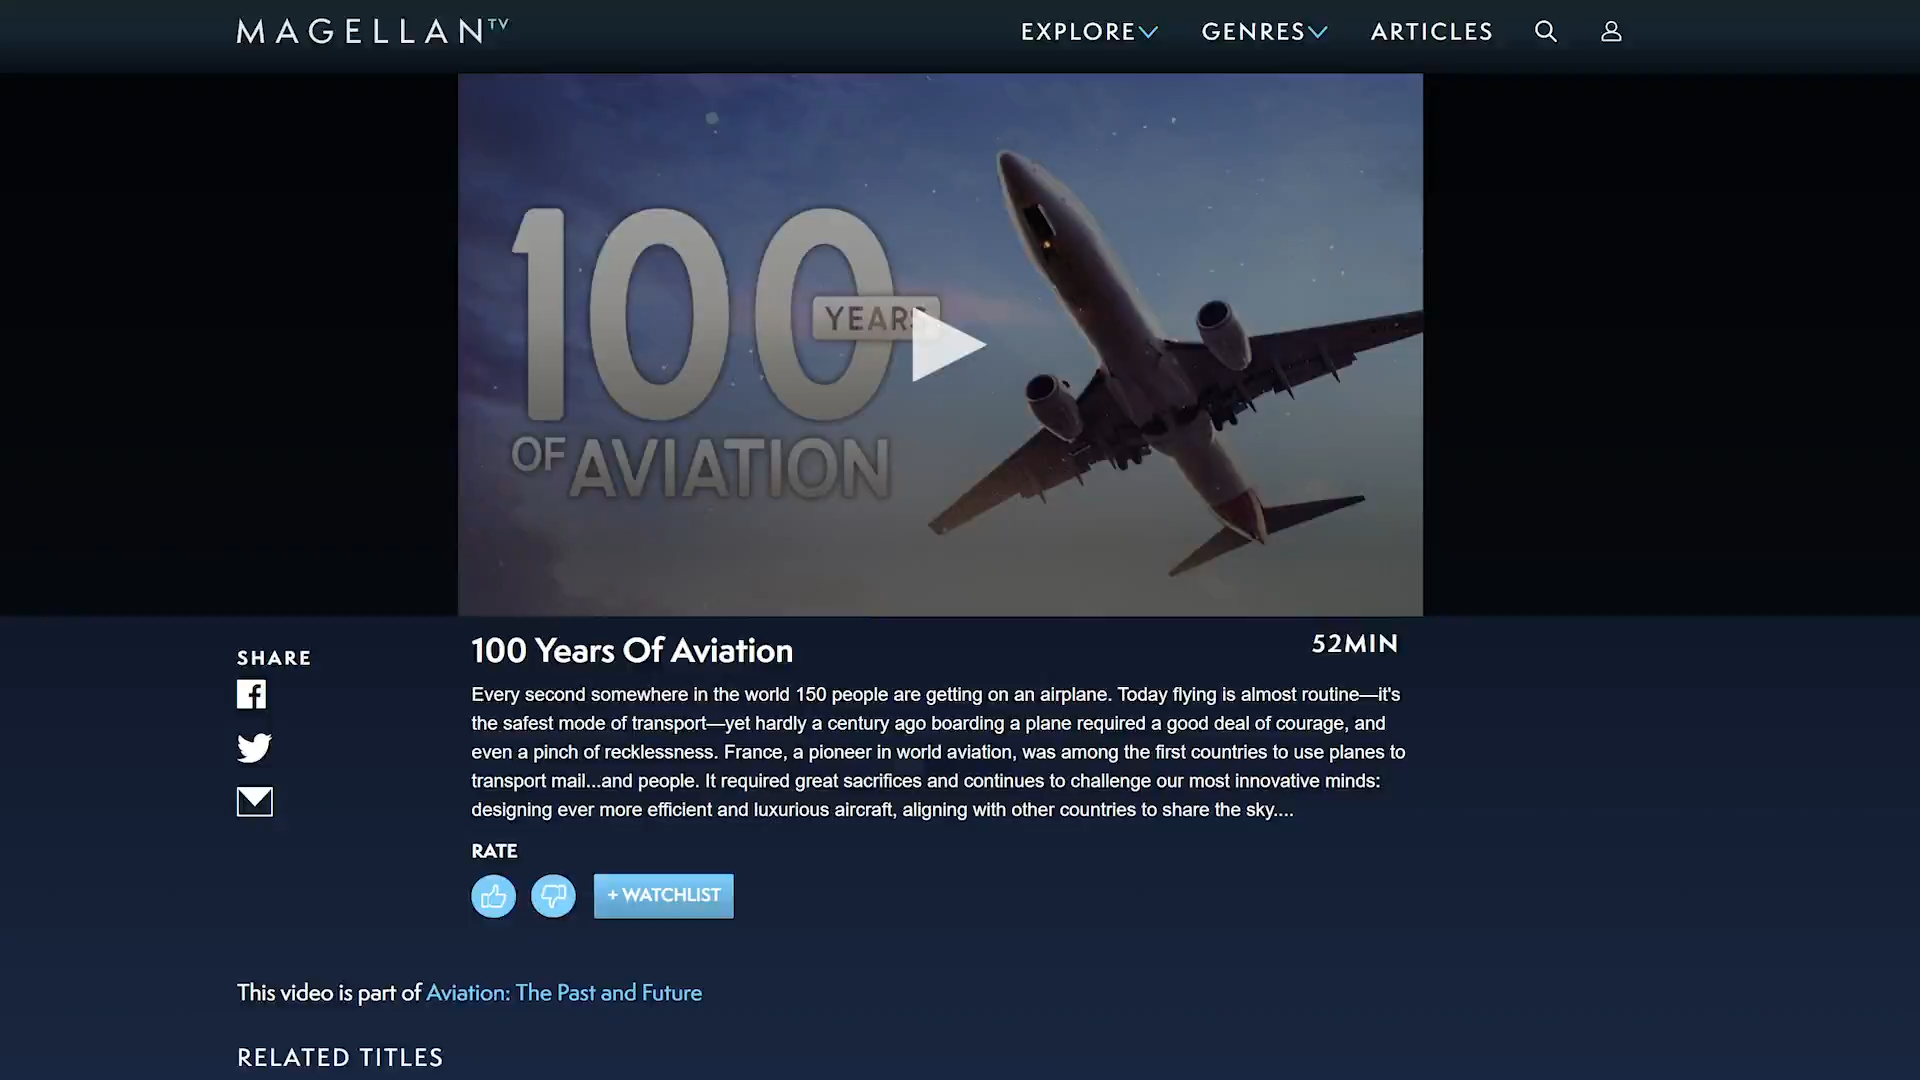 MAGELLAN TV
EXPLORE GENRES ARTICLES
100
YEARS
OF AVIATION
SHARE
100 Years Of Aviation
52MIN
Every second somewhere in the world 150 people are getting on an airplane. Today flying is almost routine—it's
the safest mode of transport—yet hardly a century ago boarding a plane required a good deal of courage, and
even a pinch of recklessness. France, a pioneer in world aviation, was among the first countries to use planes to
transport mail...and people. It required great sacrifices and continues to challenge our most innovative minds:
designing ever more efficient and luxurious aircraft, aligning with other countries to share the sky....
RATE
+ WATCHLIST
This video is part of Aviation: The Past and Future
RELATED TITLES